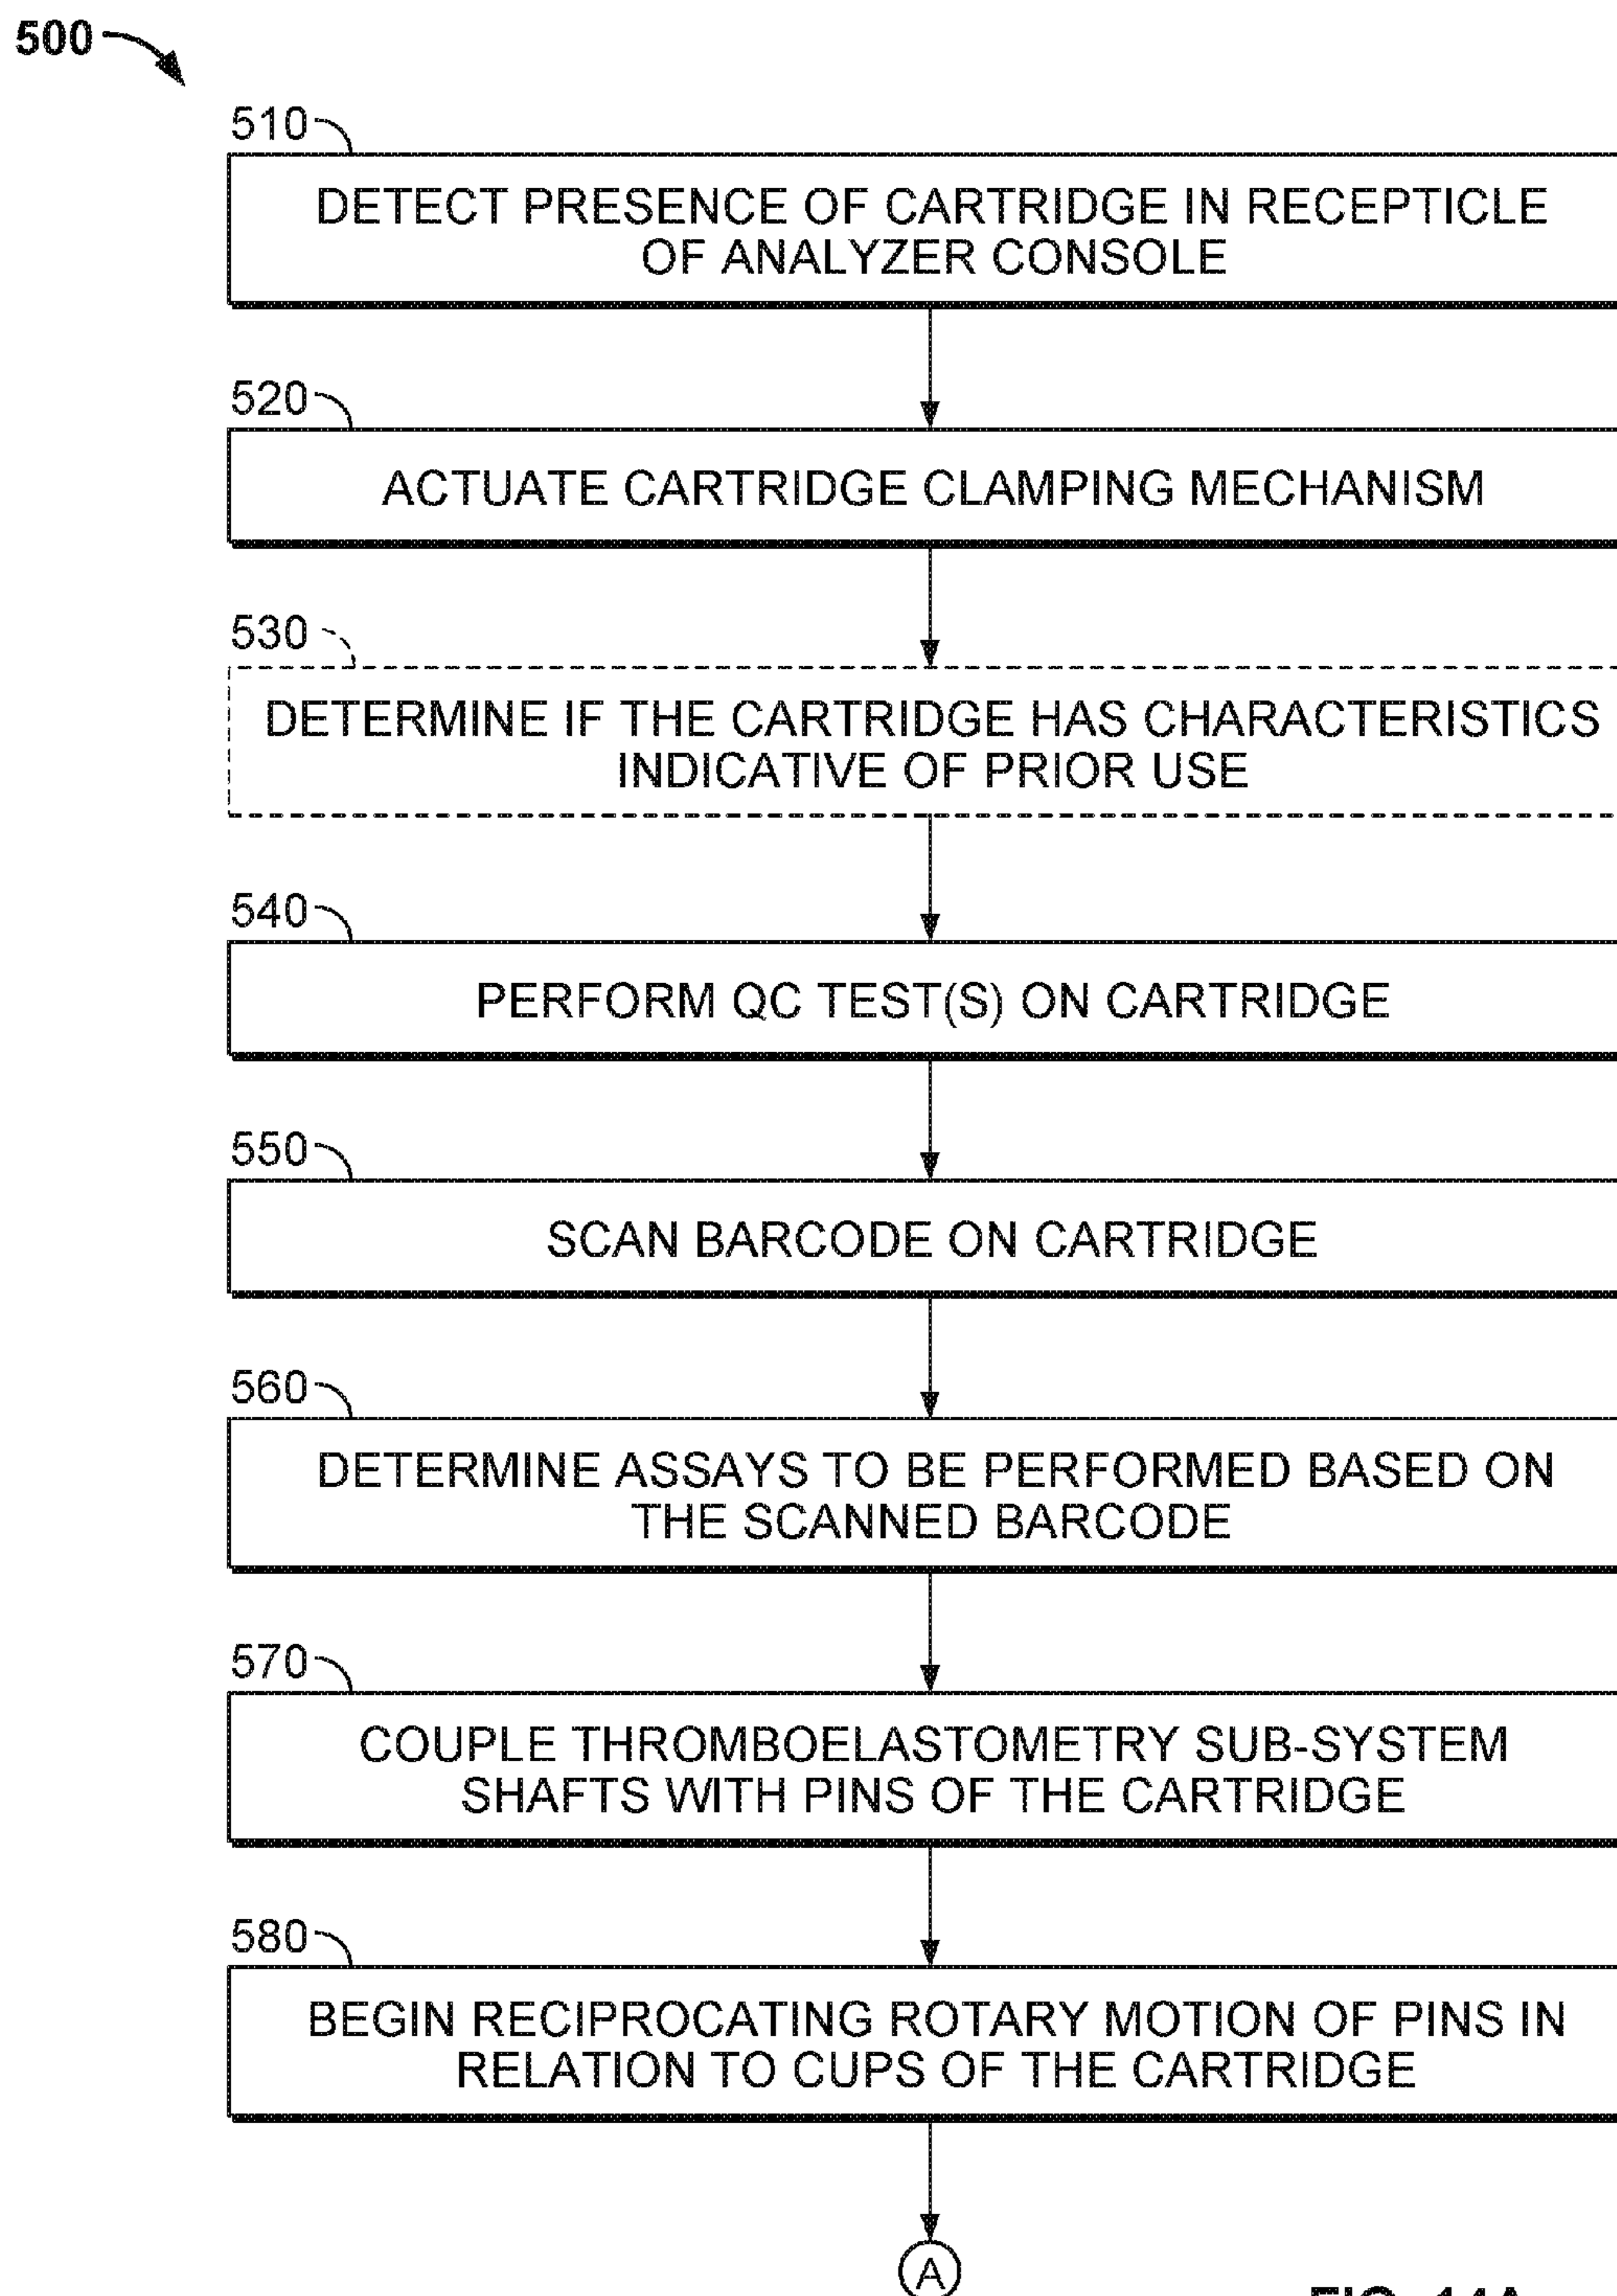 500
510
DETECT PRESENCE OF CARTRIDGE IN RECEPTICLE
OF ANALYZER CONSOLE
520
ACTUATE CARTRIDGE CLAMPING MECHANISM
530
DETERMINE IF THE CARTRIDGE HAS CHARACTERISTICS
INDICATIVE OF PRIOR USE
540
PERFORM QC TEST(S) ON CARTRIDGE
550
SCAN BARCODE ON CARTRIDGE
560
DETERMINE ASSAYS TO BE PERFORMED BASED ON
THE SCANNED BARCODE
570
COUPLE THROMBOELASTOMETRY SUB-SYSTEM
SHAFTS WITH PINS OF THE CARTRIDGE
580
BEGIN RECIPROCATING ROTARY MOTION OF PINS IN
RELATION TO CUPS OF THE CARTRIDGE
A
FIG. 14A